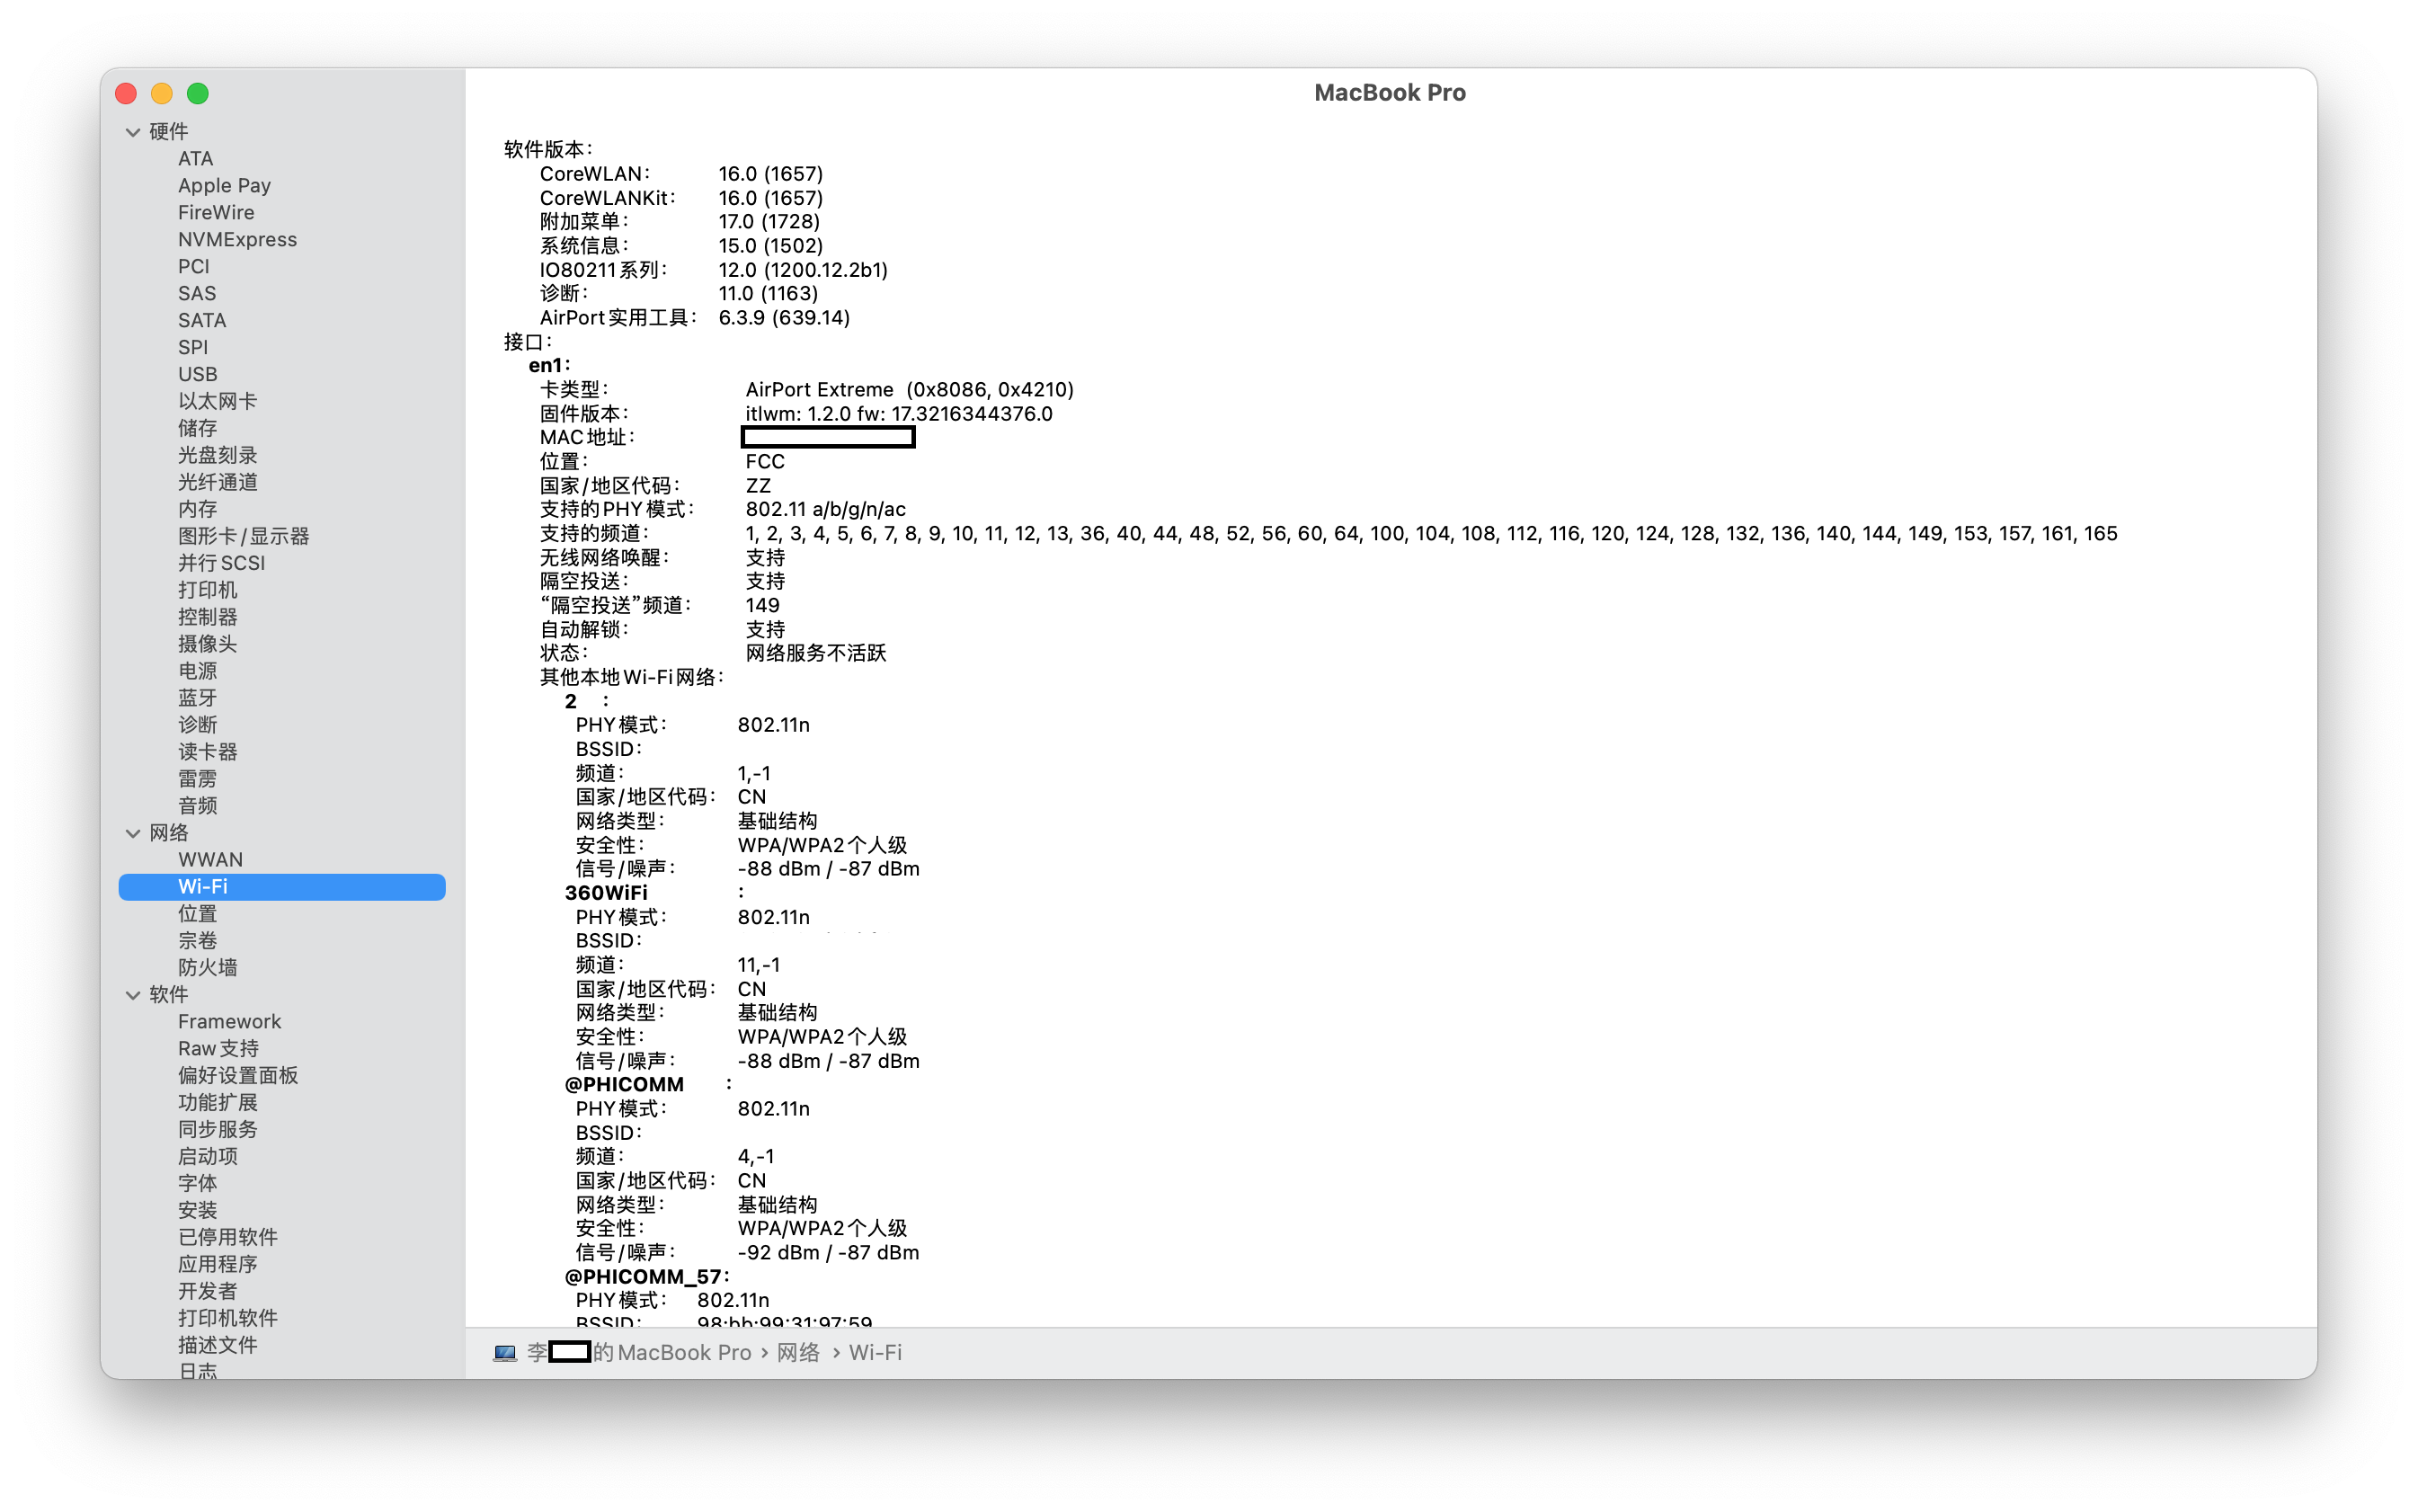 MacBook Pro
硬件
ATA
Apple Pay
FireWire
NVMExpress
PCI
SAS
SATA
SPI
USB
以太网卡
储存
光盘刻录
光纤通道
内存
图形卡/显示器
并行SCSI
打印机
控制器
摄像头
电源
蓝牙
诊断
读卡器
雷雳
音频
网络
WWAN
Wi-Fi
位置
宗卷
防火墙
软件
Framework
Raw支持
偏好设置面板
功能扩展
同步服务
启动项
字体
安装
已停用软件
应用程序
开发者
打印机软件
描述文件
日志
软件版本：
CoreWLAN： 16.0 (1657)
CoreWLANKit： 16.0 (1657)
附加菜单： 17.0 (1728)
系统信息： 15.0 (1502)
IO80211系列： 12.0 (1200.12.2b1)
诊断： 11.0 (1163)
AirPort实用工具： 6.3.9 (639.14)
接口：
en1：
卡类型： AirPort Extreme  (0x8086, 0x4210)
固件版本： itlwm: 1.2.0 fw: 17.3216344376.0
MAC地址：
位置： FCC
国家/地区代码： ZZ
支持的PHY模式： 802.11 a/b/g/n/ac
支持的频道： 1, 2, 3, 4, 5, 6, 7, 8, 9, 10, 11, 12, 13, 36, 40, 44, 48, 52, 56, 60, 64, 100, 104, 108, 112, 116, 120, 124, 128, 132, 136, 140, 144, 149, 153, 157, 161, 165
无线网络唤醒： 支持
隔空投送： 支持
“隔空投送”频道： 149
自动解锁： 支持
状态： 网络服务不活跃
其他本地Wi-Fi网络：
2 ：
PHY模式： 802.11n
BSSID：
频道： 1,-1
国家/地区代码： CN
网络类型： 基础结构
安全性： WPA/WPA2个人级
信号/噪声： -88 dBm / -87 dBm
360WiFi ：
PHY模式： 802.11n
BSSID：
频道： 11,-1
国家/地区代码： CN
网络类型： 基础结构
安全性： WPA/WPA2个人级
信号/噪声： -88 dBm / -87 dBm
@PHICOMM ：
PHY模式： 802.11n
BSSID：
频道： 4,-1
国家/地区代码： CN
网络类型： 基础结构
安全性： WPA/WPA2个人级
信号/噪声： -92 dBm / -87 dBm
@PHICOMM_57：
PHY模式： 802.11n
BSSID： 98:bb:99:31:97:59
李 的MacBook Pro › 网络 › Wi-Fi